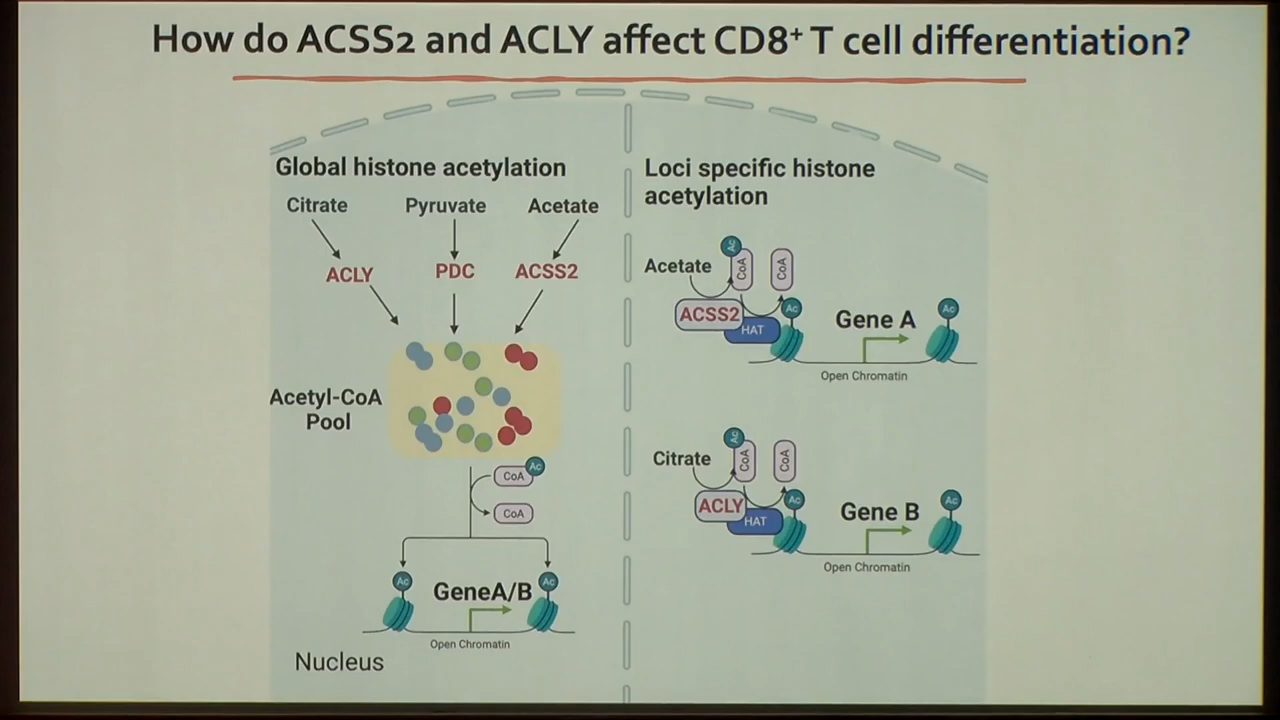 How do ACSS2 and ACLY affect CD8⁺ T cell differentiation?
Global histone acetylation
Citrate Pyruvate Acetate
ACLY PDC ACSS2
Acetyl-CoA
Pool
CoA Ac
CoA
Ac Ac
GeneA/B
Open Chromatin
Nucleus
Loci specific histone
acetylation
Ac
Acetate CoA CoA
ACSS2
HAT
Ac
Gene A
Ac
Open Chromatin
Ac
Citrate CoA CoA
ACLY
HAT
Ac
Gene B
Ac
Open Chromatin